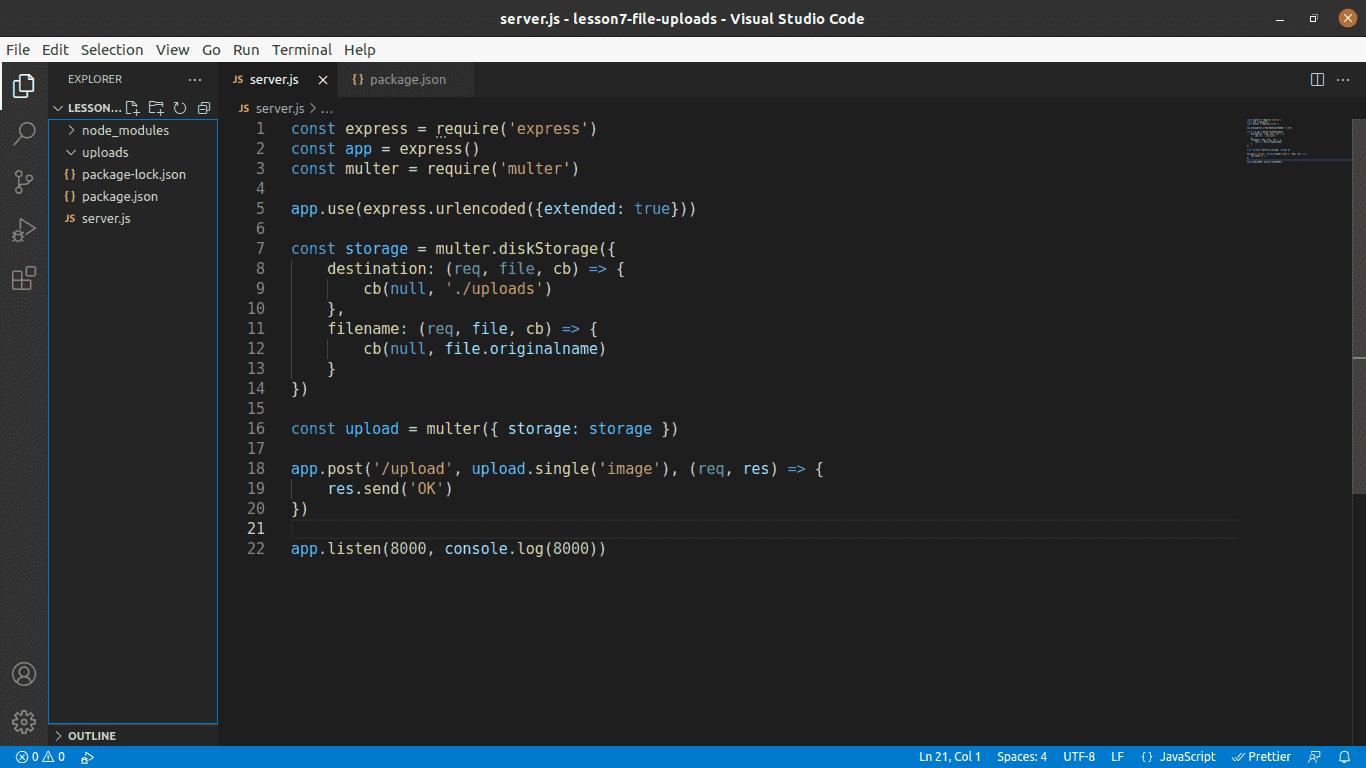 server.js - lesson7-file-uploads - Visual Studio Code
File Edit Selection View Go Run Terminal Help
EXPLORER
LESSON...
node_modules
uploads
{} package-lock.json
{} package.json
JS server.js
OUTLINE
JS server.js
{} package.json
JS server.js > ...
1 const express = require('express')
2 const app = express()
3 const multer = require('multer')
4
5 app.use(express.urlencoded({extended: true}))
6
7 const storage = multer.diskStorage({
8     destination: (req, file, cb) => {
9         cb(null, './uploads')
10     },
11     filename: (req, file, cb) => {
12         cb(null, file.originalname)
13     }
14 })
15
16 const upload = multer({ storage: storage })
17
18 app.post('/upload', upload.single('image'), (req, res) => {
19     res.send('OK')
20 })
21
22 app.listen(8000, console.log(8000))
0 0 Ln 21, Col 1 Spaces: 4 UTF-8 LF {} JavaScript Prettier